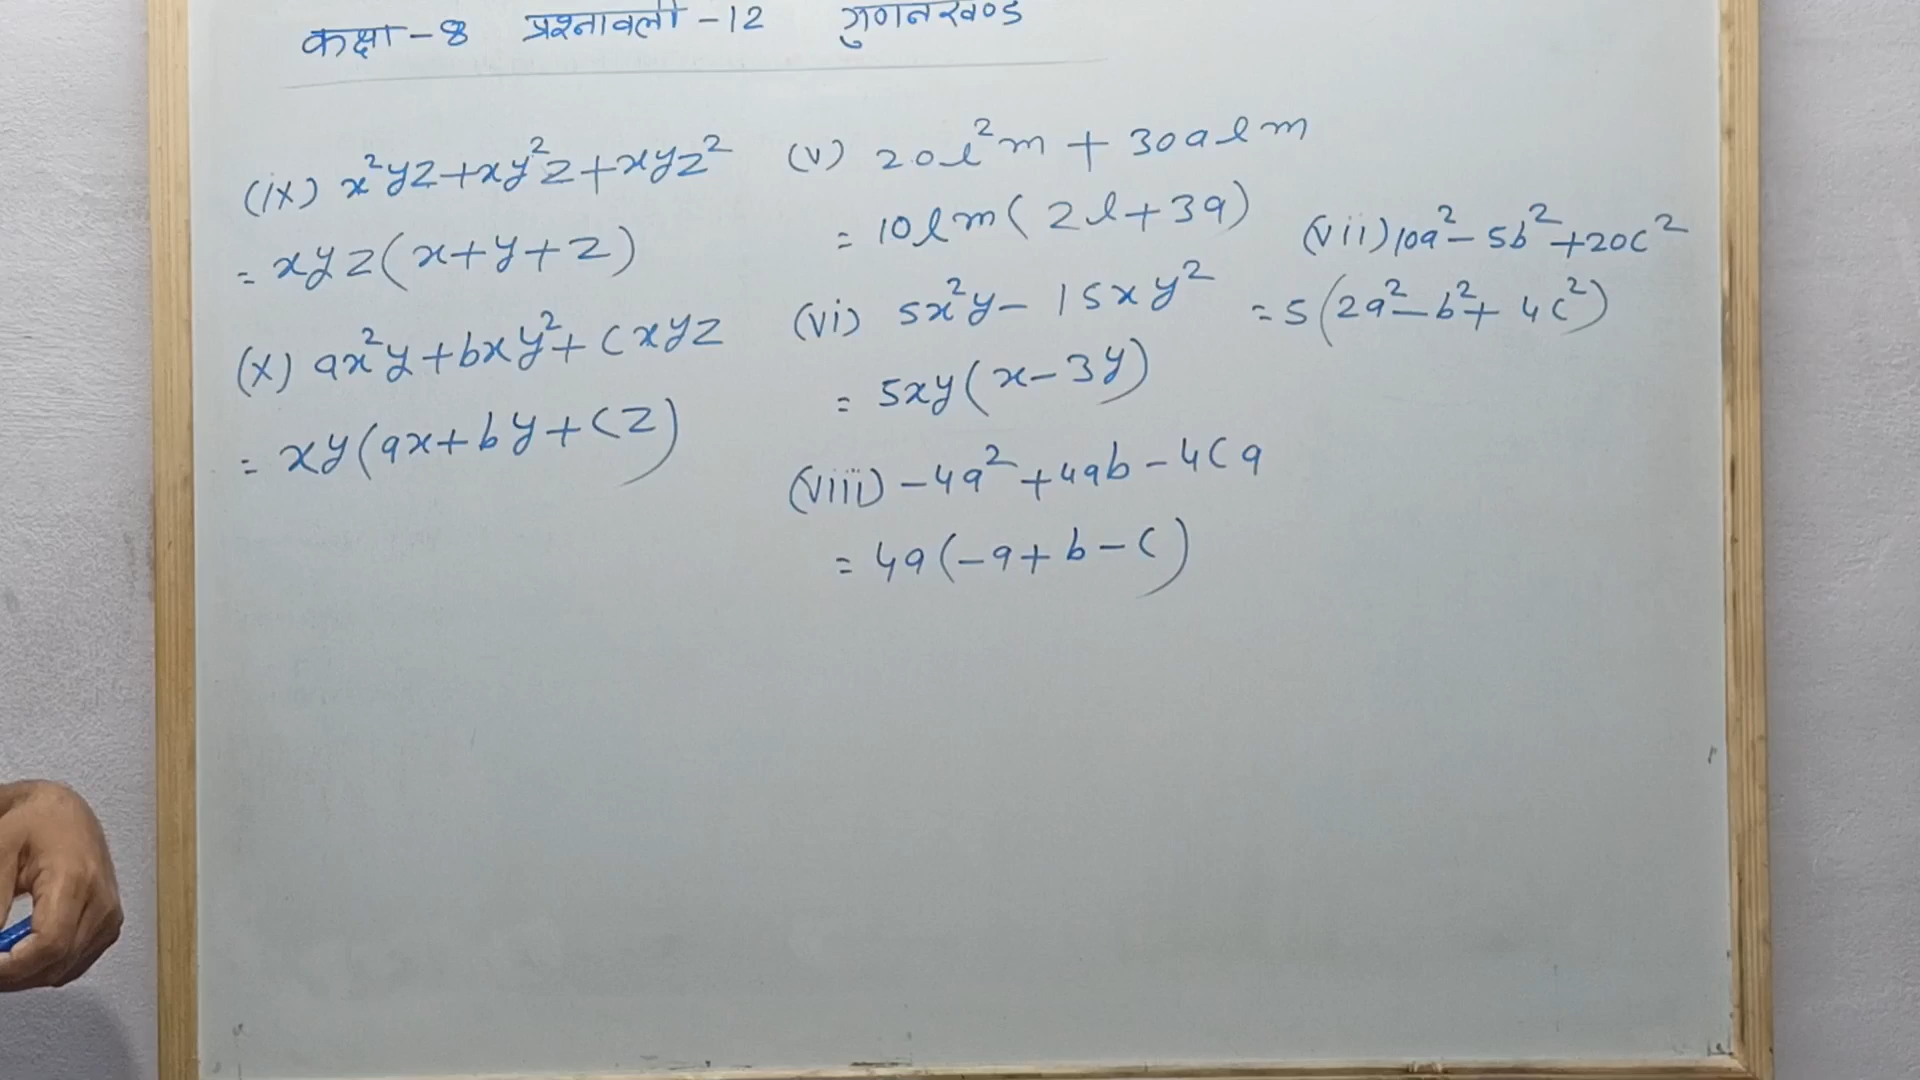 कक्षा - 8 प्रश्नावली - 12 गुणनखण्ड
(ix) x²yz+xy²z+xyz²
= xyz(x+y+z)
(x) ax²y+bxy²+cxyz
= xy(ax+by+cz)
(v) 20l²m + 30alm
= 10lm(2l+3a)
(vi) 5x²y - 15xy²
= 5xy(x-3y)
(viii) -4a²+4ab-4ca
= 4a(-a+b-c)
(vii) 10a²-5b²+20c²
= 5(2a²-b²+4c²)